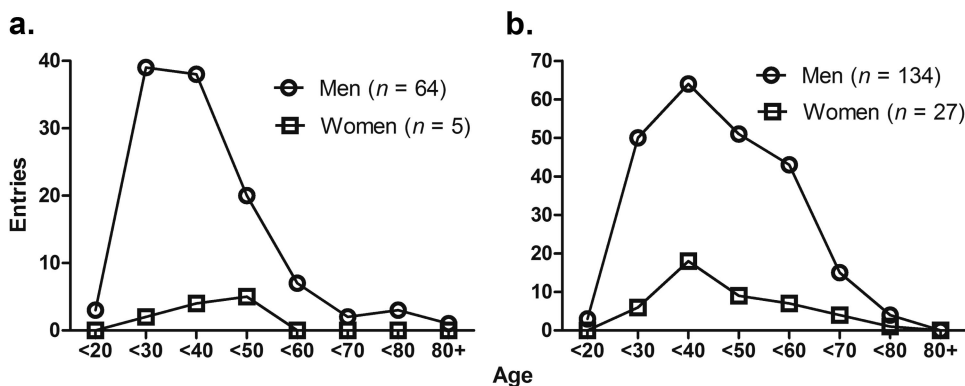 a.
40
30
20
10
0
Entries
Men (n = 64)
Women (n = 5)
<20 <30 <40 <50 <60 <70 <80 80+
b.
70
60
50
40
30
20
10
0
Men (n = 134)
Women (n = 27)
<20 <30 <40 <50 <60 <70 <80 80+
Age